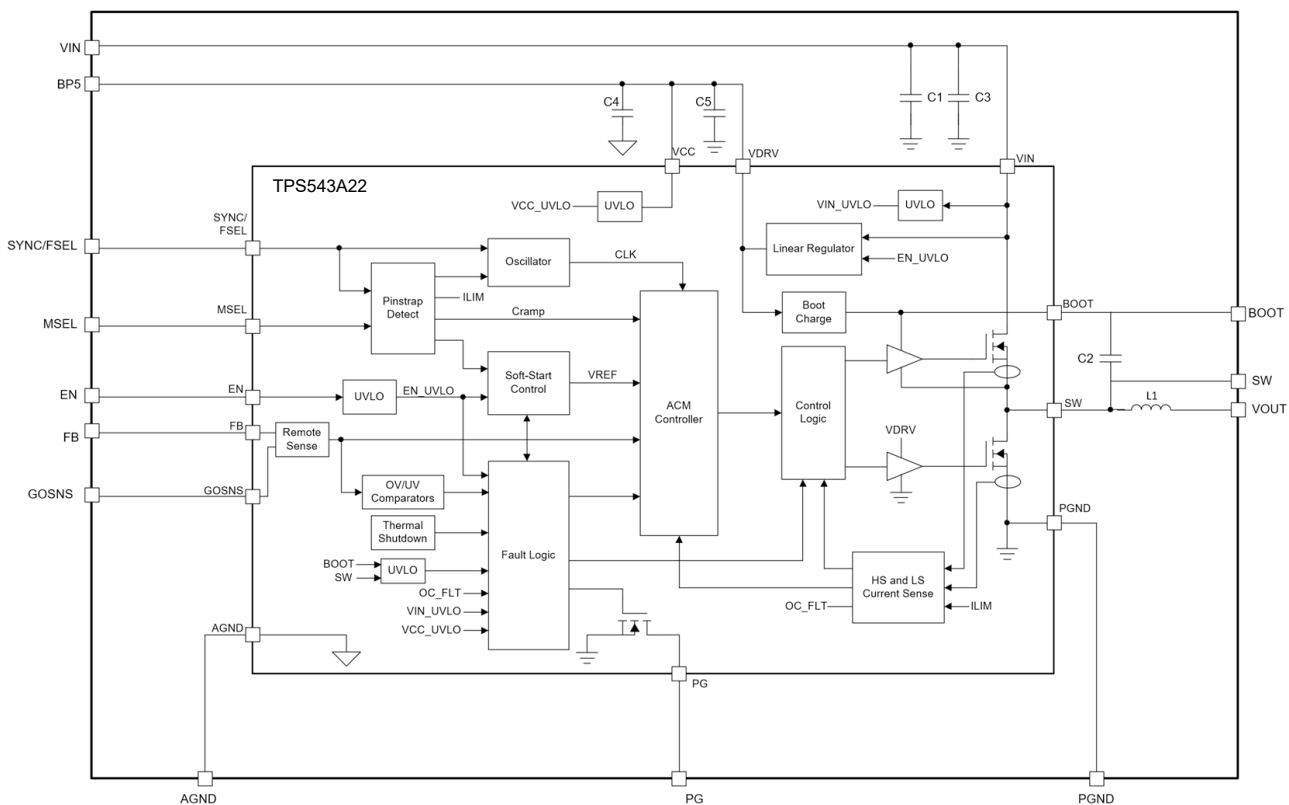 VIN
BP5
C4
C5
C1
C3
VCC
VDRV
VIN
TPS543A22
VCC_UVLO
UVLO
VIN_UVLO
UVLO
SYNC/
FSEL
SYNC/FSEL
Oscillator
CLK
Linear Regulator
EN_UVLO
Pinstrap
Detect
ILIM
MSEL
MSEL
Cramp
Boot
Charge
BOOT
BOOT
C2
Soft-Start
Control
VREF
ACM
Controller
Control
Logic
EN
EN
UVLO
EN_UVLO
SW
SW
L1
VOUT
FB
FB
Remote
Sense
VDRV
GOSNS
GOSNS
OV/UV
Comparators
PGND
Thermal
Shutdown
Fault Logic
BOOT
SW
UVLO
HS and LS
Current Sense
OC_FLT
OC_FLT
ILIM
VIN_UVLO
VCC_UVLO
AGND
PG
AGND
PG
PGND